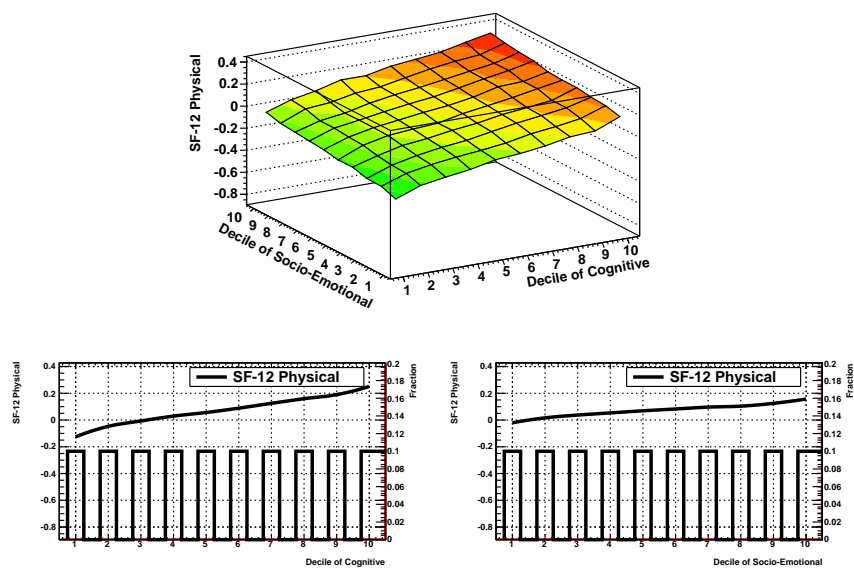 SF-12 Physical
0.4
0.2
0
-0.2
-0.4
-0.6
-0.8
10 9 8 7 6 5 4 3 2 1
Decile of Socio-Emotional
1 2 3 4 5 6 7 8 9 10
Decile of Cognitive
SF-12 Physical
0.4
0.2
0
-0.2
-0.4
-0.6
-0.8
SF-12 Physical
Fraction
0.2
0.18
0.16
0.14
0.12
0.1
0.08
0.06
0.04
0.02
0
1 2 3 4 5 6 7 8 9 10
Decile of Cognitive
SF-12 Physical
0.4
0.2
0
-0.2
-0.4
-0.6
-0.8
SF-12 Physical
Fraction
0.2
0.18
0.16
0.14
0.12
0.1
0.08
0.06
0.04
0.02
0
1 2 3 4 5 6 7 8 9 10
Decile of Socio-Emotional